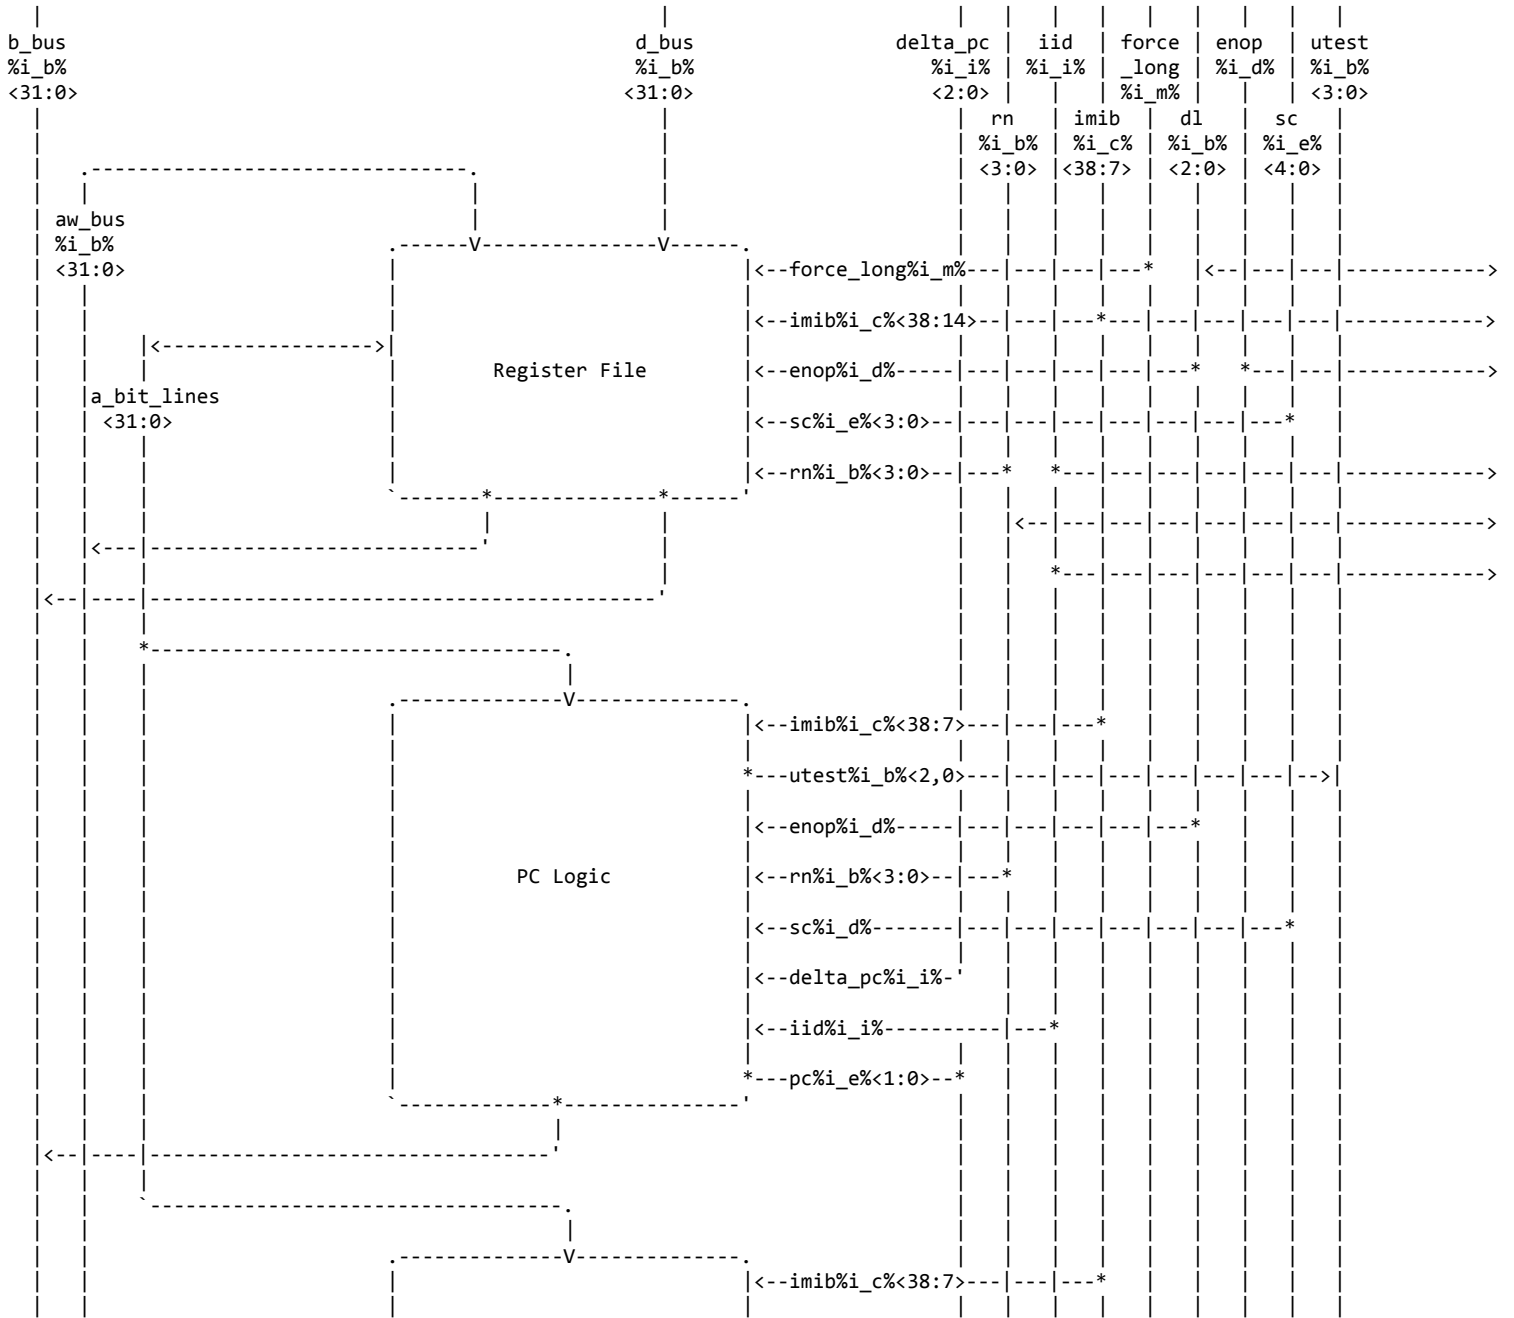 b_bus d_bus delta_pc iid force enop utest
%i_b% %i_b% %i_i% %i_i% _long %i_d% %i_b%
<31:0> <31:0> <2:0> %i_m% <3:0>
rn imib dl sc
%i_b% %i_c% %i_b% %i_e%
<3:0> <38:7> <2:0> <4:0>
aw_bus
%i_b%
<31:0>
force_long%i_m%
imib%i_c%<38:14>
Register File
enop%i_d%
a_bit_lines
<31:0>
sc%i_e%<3:0>
rn%i_b%<3:0>
imib%i_c%<38:7>
utest%i_b%<2,0>
enop%i_d%
PC Logic
rn%i_b%<3:0>
sc%i_d%
delta_pc%i_i%
iid%i_i%
pc%i_e%<1:0>
imib%i_c%<38:7>